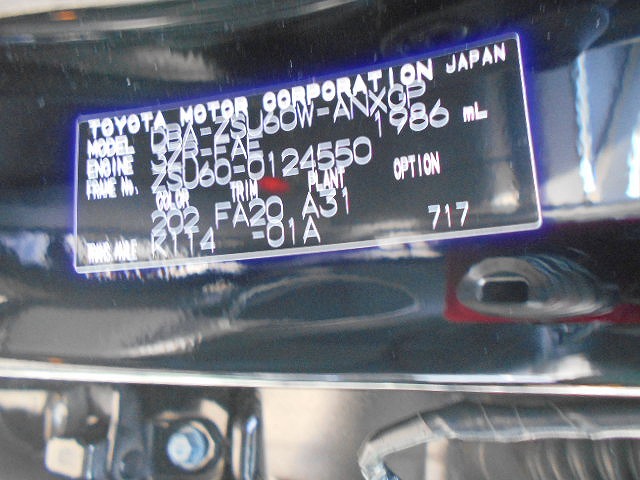 TOYOTA MOTOR CORPORATION JAPAN
MODEL DBA-ZSU60W-ANXGP
ENGINE 3ZR-FAE 1986 mL
FRAME No. ZSU60-0124550
COLOR TRIM PLANT OPTION
202 FA20 A31
TRANS.AXLE K114 -01A 717